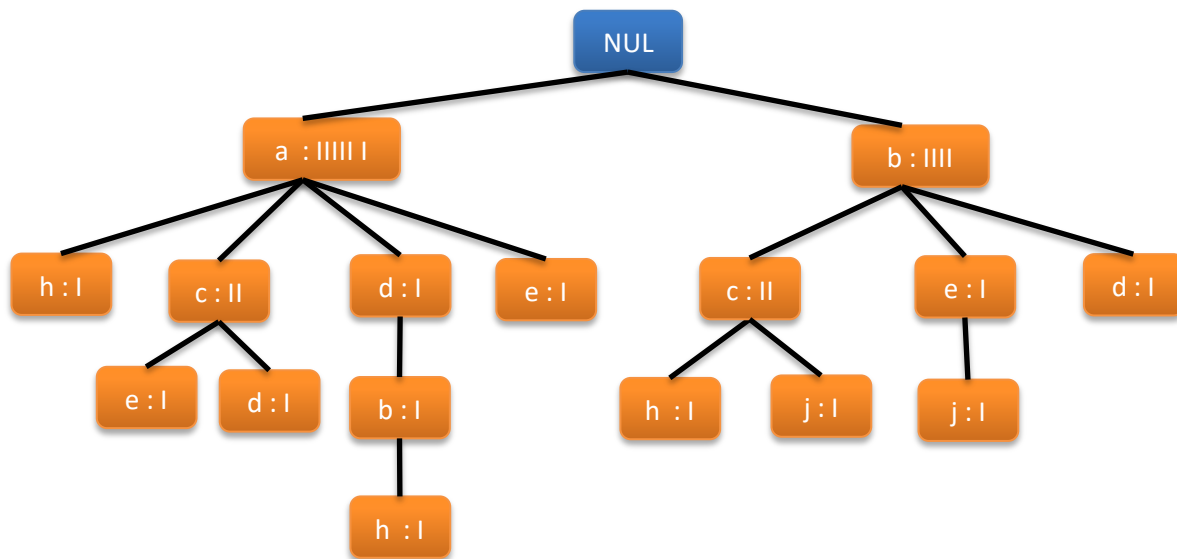 NUL
a : IIIII I
b : IIII
h : I
c : II
d : I
e : I
c : II
e : I
d : I
e : I
d : I
b : I
h : I
j : I
j : I
h : I